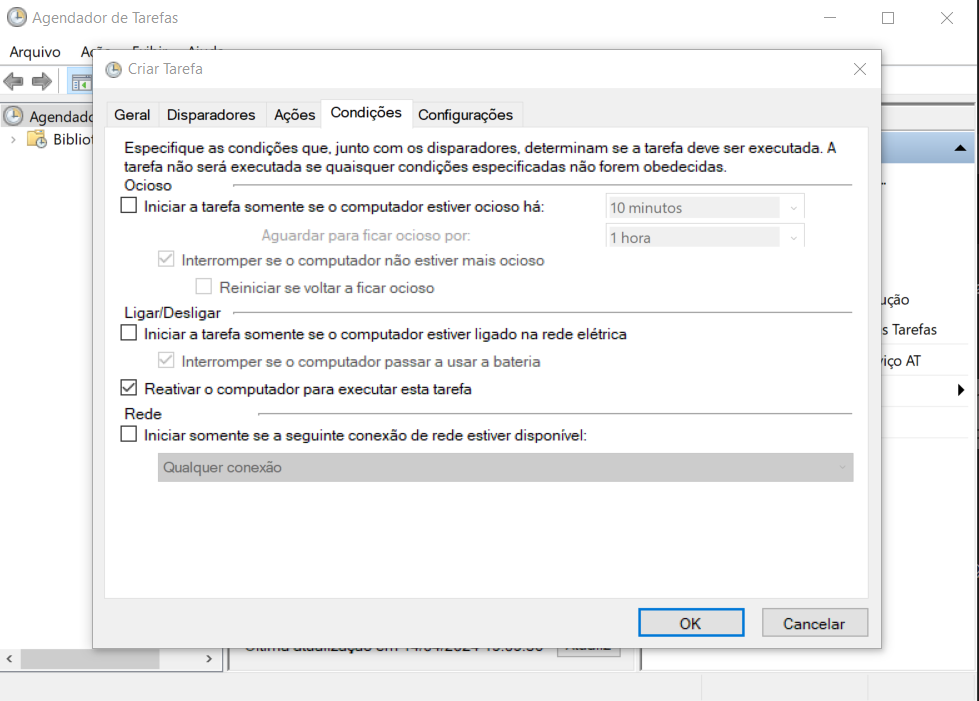 Agendador de Tarefas
Arquivo
Criar Tarefa
Agendado
Bibliot
Geral Disparadores Ações Condições Configurações
Especifique as condições que, junto com os disparadores, determinam se a tarefa deve ser executada. A
tarefa não será executada se quaisquer condições especificadas não forem obedecidas.
Ocioso
Iniciar a tarefa somente se o computador estiver ocioso há: 10 minutos
Aguardar para ficar ocioso por: 1 hora
Interromper se o computador não estiver mais ocioso
Reiniciar se voltar a ficar ocioso
ução
Ligar/Desligar
s Tarefas
Iniciar a tarefa somente se o computador estiver ligado na rede elétrica
Interromper se o computador passar a usar a bateria
viço AT
Reativar o computador para executar esta tarefa
Rede
Iniciar somente se a seguinte conexão de rede estiver disponível:
Qualquer conexão
OK Cancelar